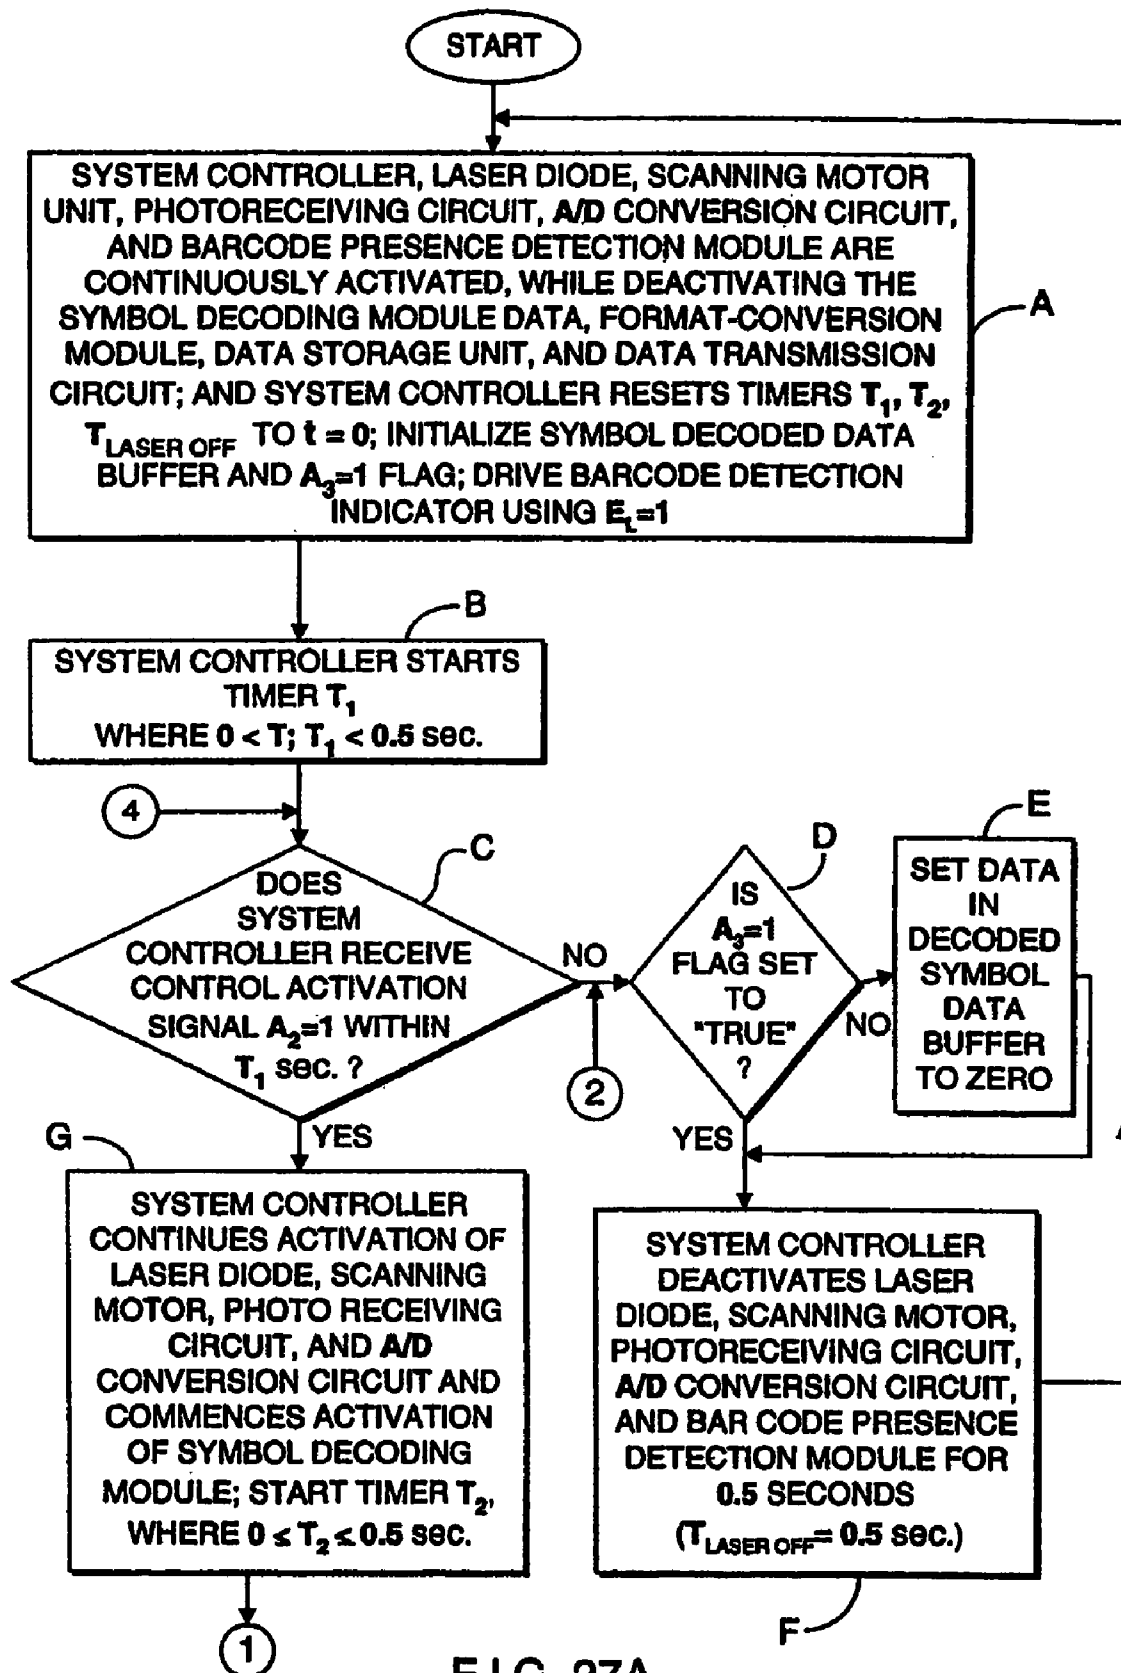 START
SYSTEM CONTROLLER, LASER DIODE, SCANNING MOTOR
UNIT, PHOTORECEIVING CIRCUIT, A/D CONVERSION CIRCUIT,
AND BARCODE PRESENCE DETECTION MODULE ARE
CONTINUOUSLY ACTIVATED, WHILE DEACTIVATING THE
SYMBOL DECODING MODULE DATA, FORMAT-CONVERSION
MODULE, DATA STORAGE UNIT, AND DATA TRANSMISSION
CIRCUIT; AND SYSTEM CONTROLLER RESETS TIMERS T1, T2,
TLASER OFF TO t = 0; INITIALIZE SYMBOL DECODED DATA
BUFFER AND A3=1 FLAG; DRIVE BARCODE DETECTION
INDICATOR USING EL=1
A
B
SYSTEM CONTROLLER STARTS
TIMER T1
WHERE 0 < T; T1 < 0.5 sec.
4
C
DOES
SYSTEM
CONTROLLER RECEIVE
CONTROL ACTIVATION
SIGNAL A2=1 WITHIN
T1 sec. ?
NO
2
D
IS
A3=1
FLAG SET
TO
"TRUE"
?
NO
E
SET DATA
IN
DECODED
SYMBOL
DATA
BUFFER
TO ZERO
YES
YES
G
SYSTEM CONTROLLER
CONTINUES ACTIVATION OF
LASER DIODE, SCANNING
MOTOR, PHOTO RECEIVING
CIRCUIT, AND A/D
CONVERSION CIRCUIT AND
COMMENCES ACTIVATION
OF SYMBOL DECODING
MODULE; START TIMER T2,
WHERE 0 ≤ T2 ≤ 0.5 sec.
1
SYSTEM CONTROLLER
DEACTIVATES LASER
DIODE, SCANNING MOTOR,
PHOTORECEIVING CIRCUIT,
A/D CONVERSION CIRCUIT,
AND BAR CODE PRESENCE
DETECTION MODULE FOR
0.5 SECONDS
(TLASER OFF= 0.5 sec.)
F
FIG. 27A